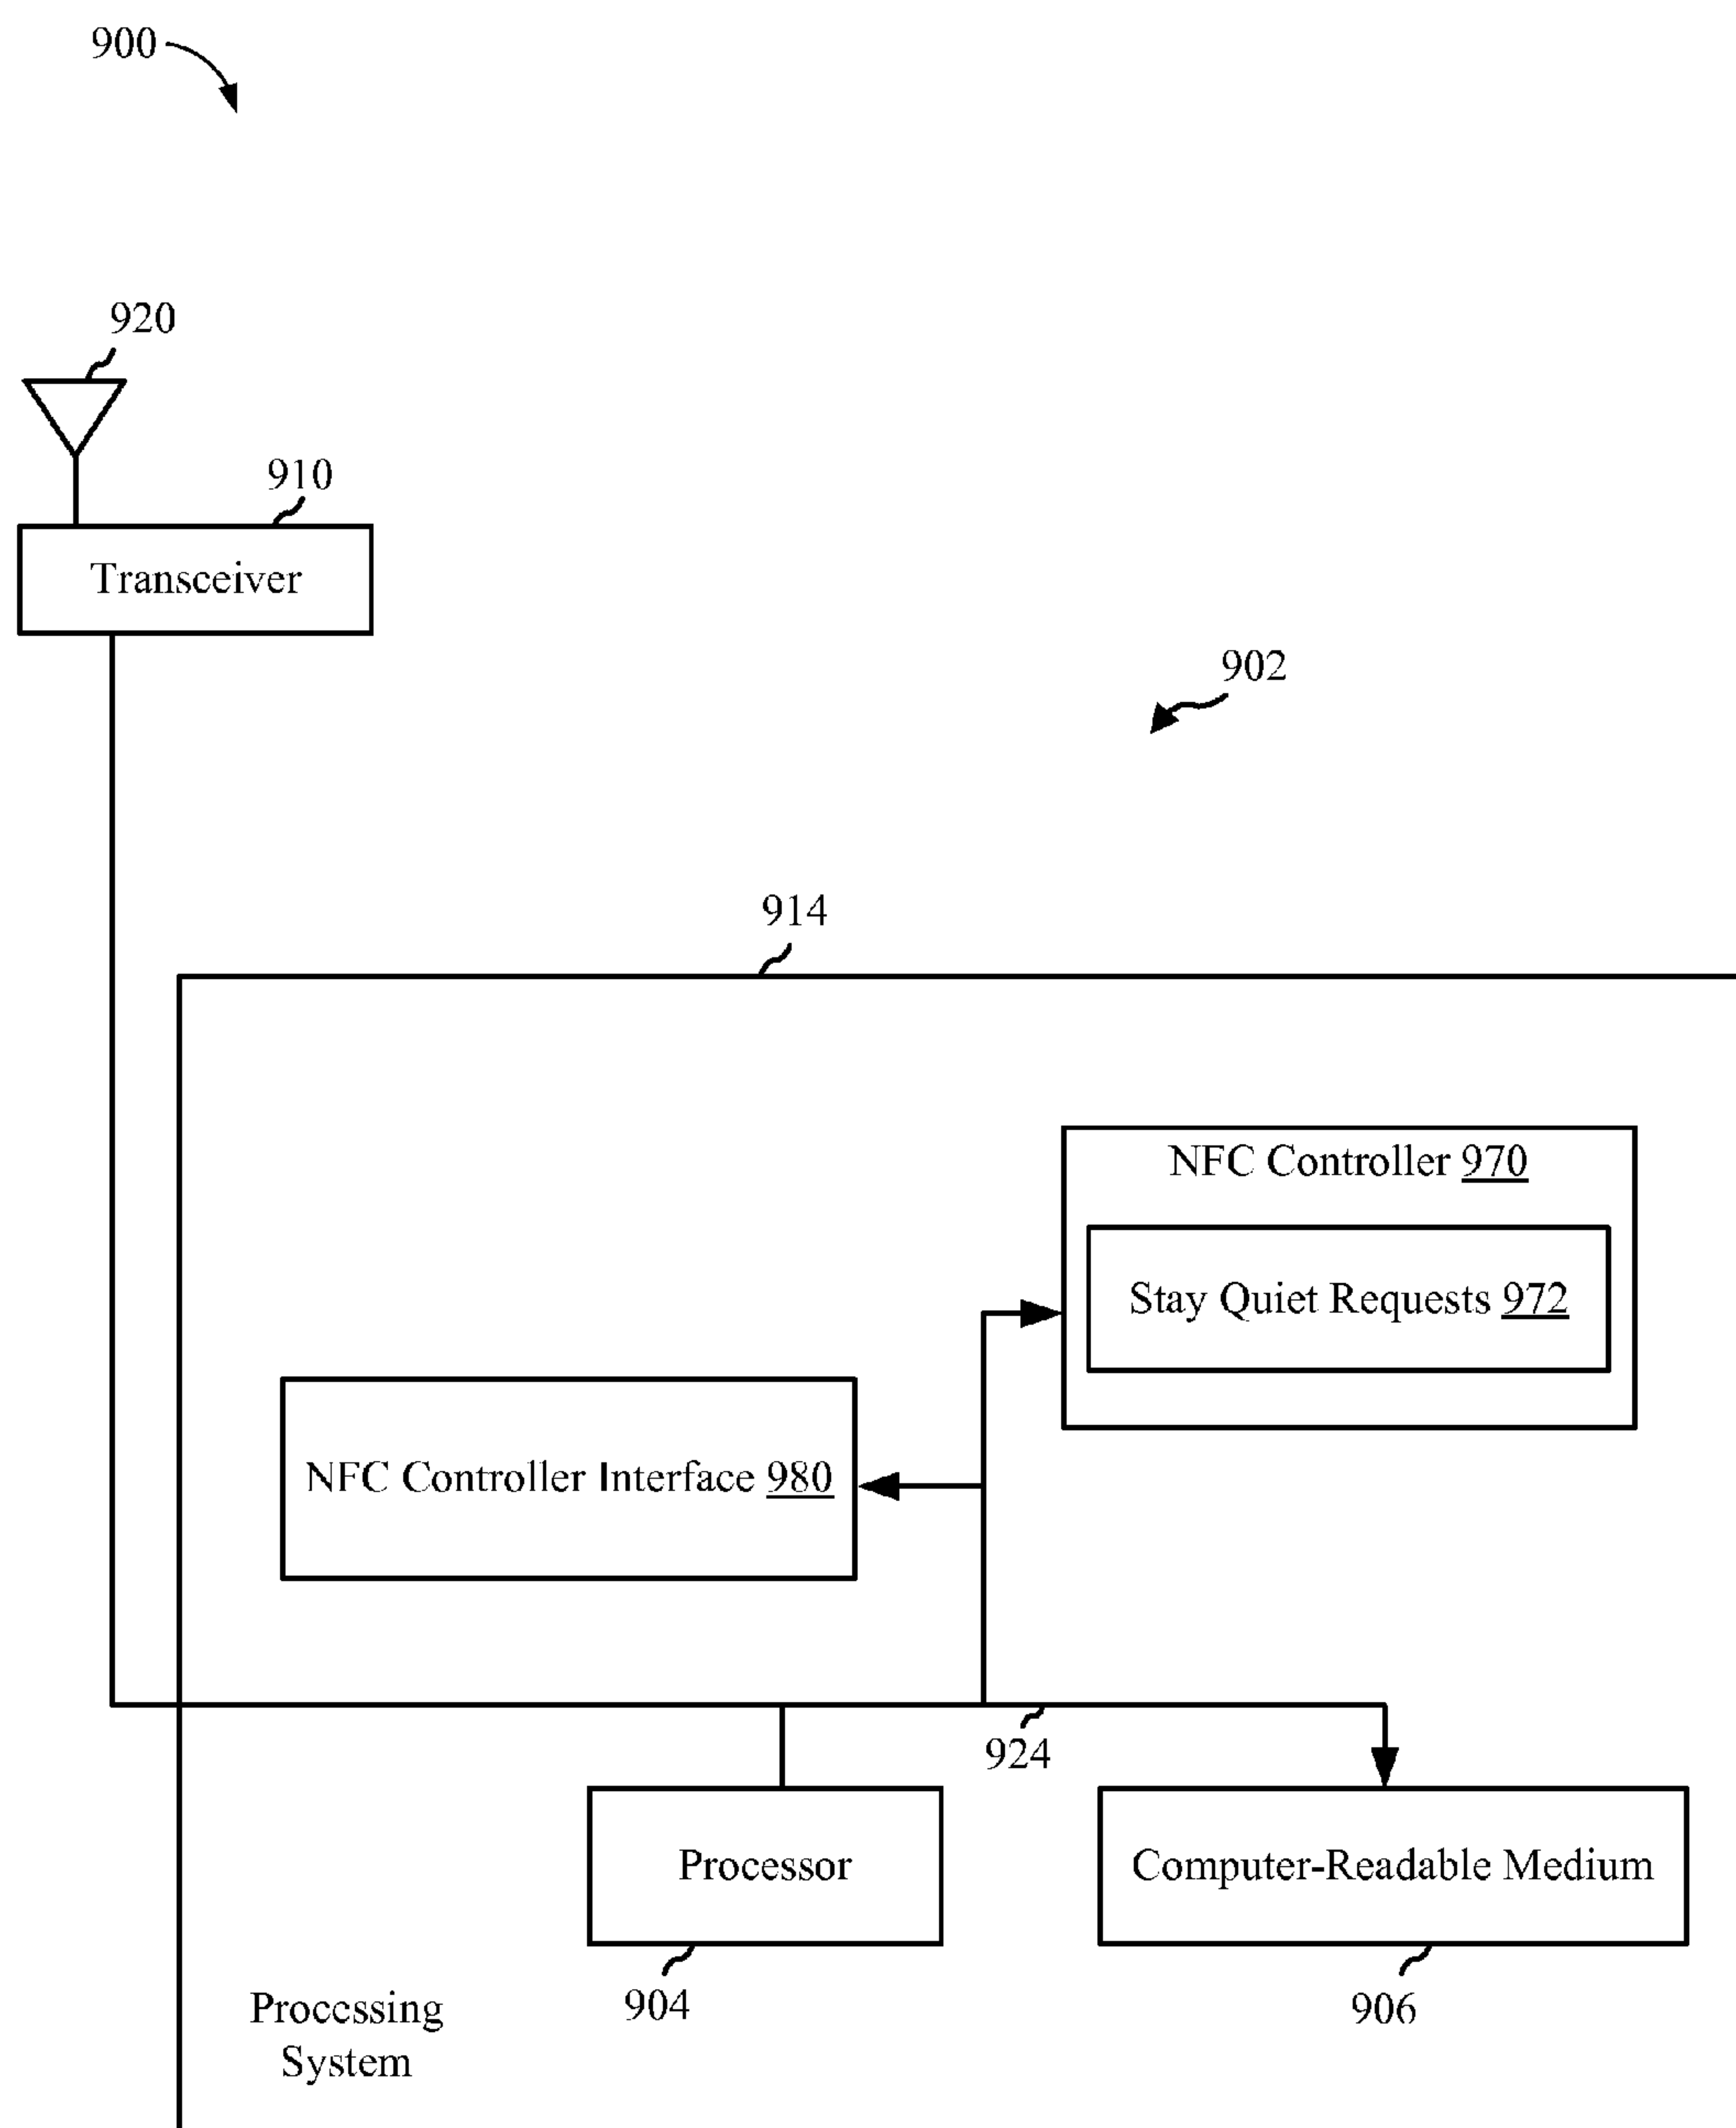 900
920
910
Transceiver
902
914
NFC Controller 970
Stay Quiet Requests 972
NFC Controller Interface 980
924
Processor
Computer-Readable Medium
904
906
Processing
System